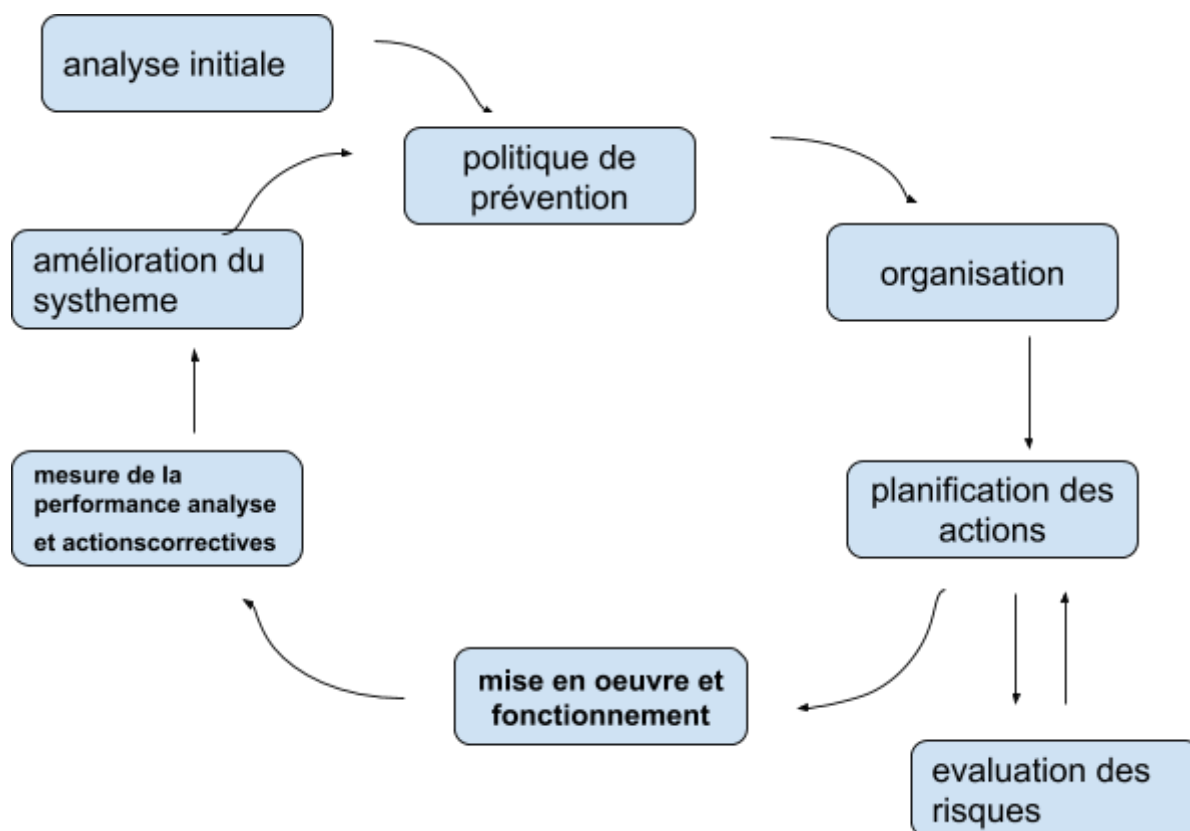 analyse initiale
politique de
prévention
amélioration du
systheme
organisation
mesure de la
performance analyse
et actionscorrectives
planification des
actions
mise en oeuvre et
fonctionnement
evaluation des
risques